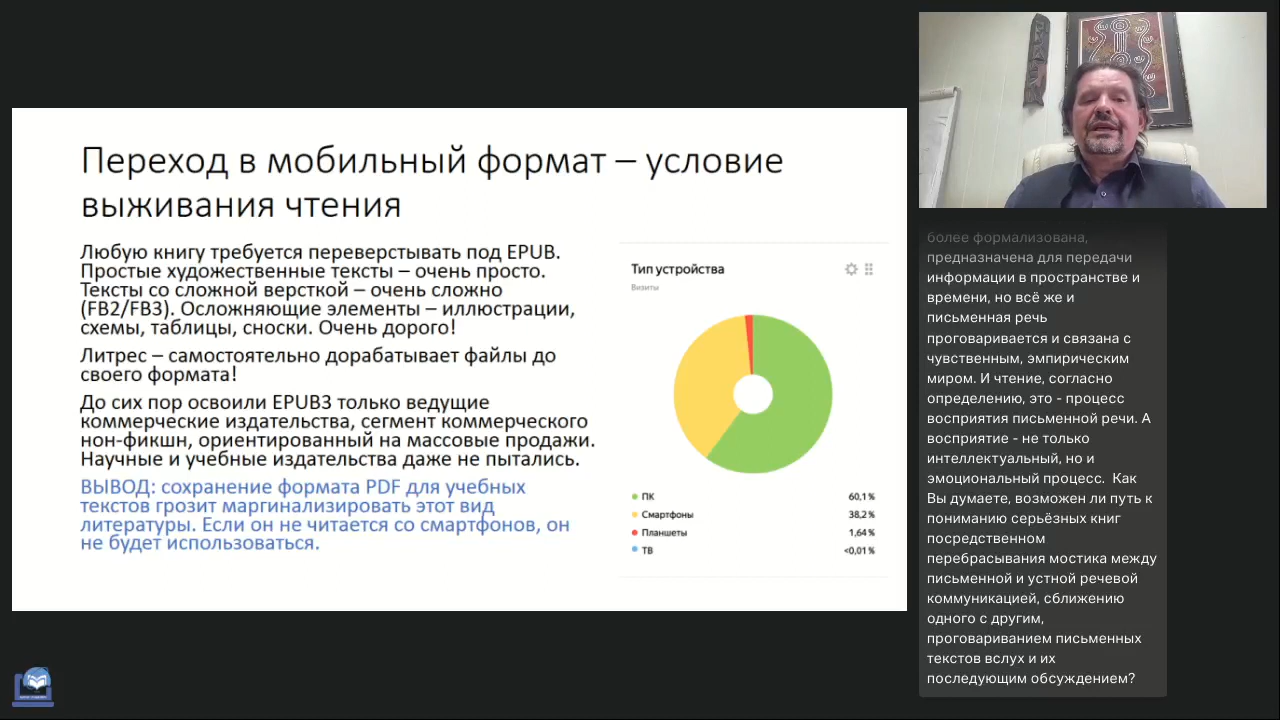 Переход в мобильный формат – условие
выживания чтения
Любую книгу требуется переверстывать под EPUB.
Простые художественные тексты – очень просто.
Тексты со сложной версткой – очень сложно
(FB2/FB3). Осложняющие элементы – иллюстрации,
схемы, таблицы, сноски. Очень дорого!
Литрес – самостоятельно дорабатывает файлы до
своего формата!
До сих пор освоили EPUB3 только ведущие
коммерческие издательства, сегмент коммерческого
нон-фикшн, ориентированный на массовые продажи.
Научные и учебные издательства даже не пытались.
ВЫВОД: сохранение формата PDF для учебных
текстов грозит маргинализировать этот вид
литературы. Если он не читается со смартфонов, он
не будет использоваться.
Тип устройства
Визиты
ПК 60,1%
Смартфоны 38,2%
Планшеты 1,64%
ТВ <0,01%
более формализована,
предназначена для передачи
информации в пространстве и
времени, но всё же и
письменная речь
проговаривается и связана с
чувственным, эмпирическим
миром. И чтение, согласно
определению, это - процесс
восприятия письменной речи. А
восприятие - не только
интеллектуальный, но и
эмоциональный процесс. Как
Вы думаете, возможен ли путь к
пониманию серьёзных книг
посредственном
перебрасывания мостика между
письменной и устной речевой
коммуникацией, сближению
одного с другим,
проговариванием письменных
текстов вслух и их
последующим обсуждением?